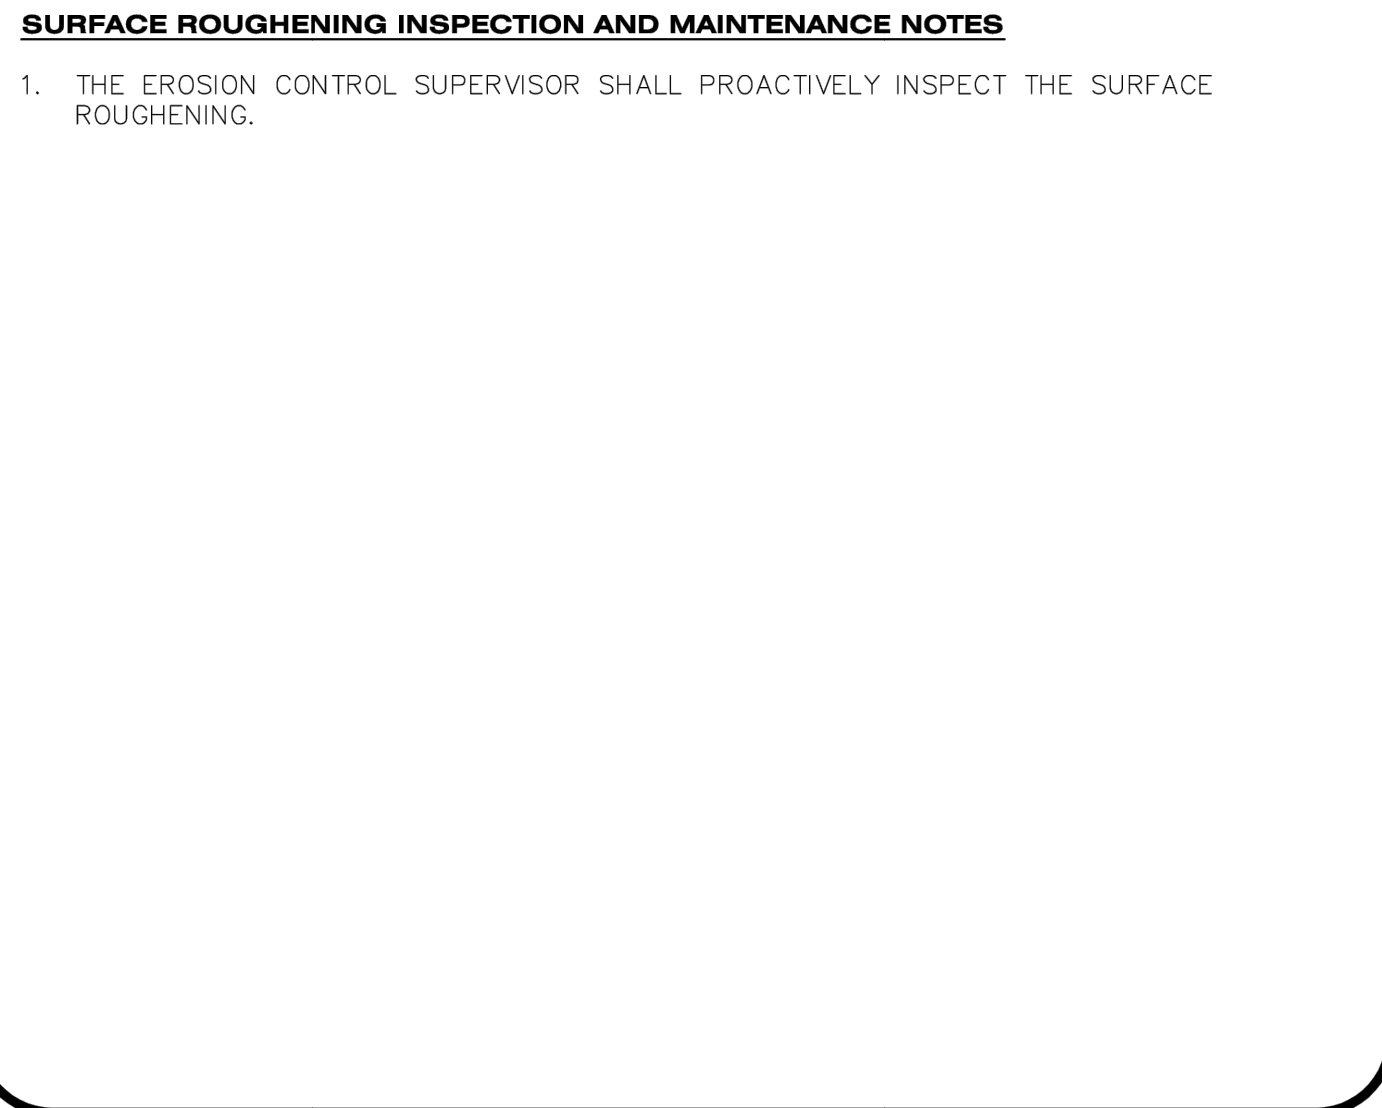 SURFACE ROUGHENING INSPECTION AND MAINTENANCE NOTES
1. THE EROSION CONTROL SUPERVISOR SHALL PROACTIVELY INSPECT THE SURFACE
ROUGHENING.